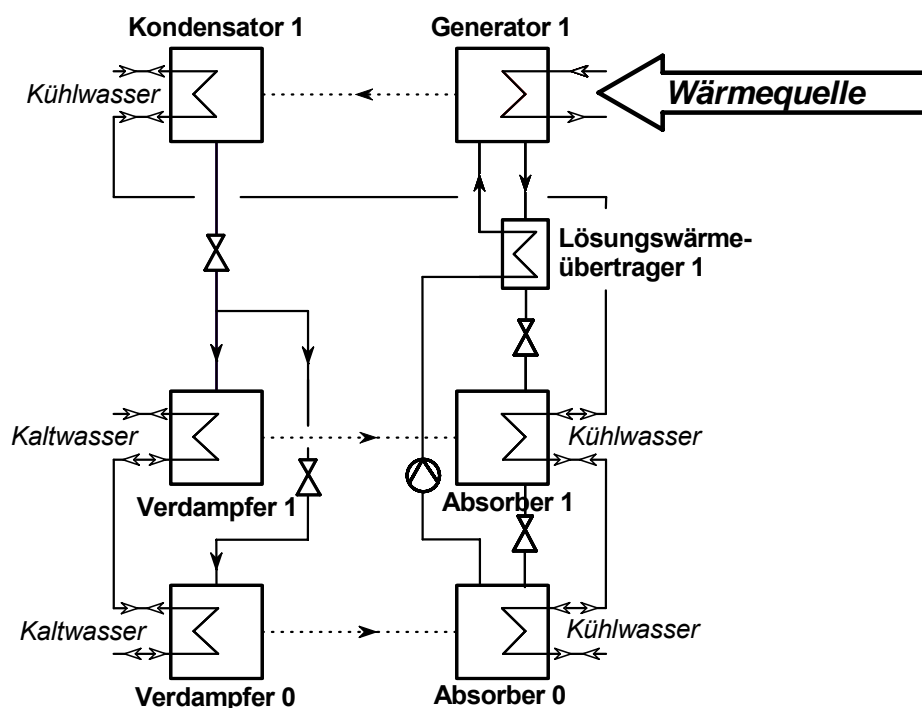 Kondensator 1
Generator 1
Kühlwasser
Wärmequelle
Lösungswärme-
übertrager 1
Kaltwasser
Kühlwasser
Verdampfer 1
Absorber 1
Kaltwasser
Kühlwasser
Verdampfer 0
Absorber 0